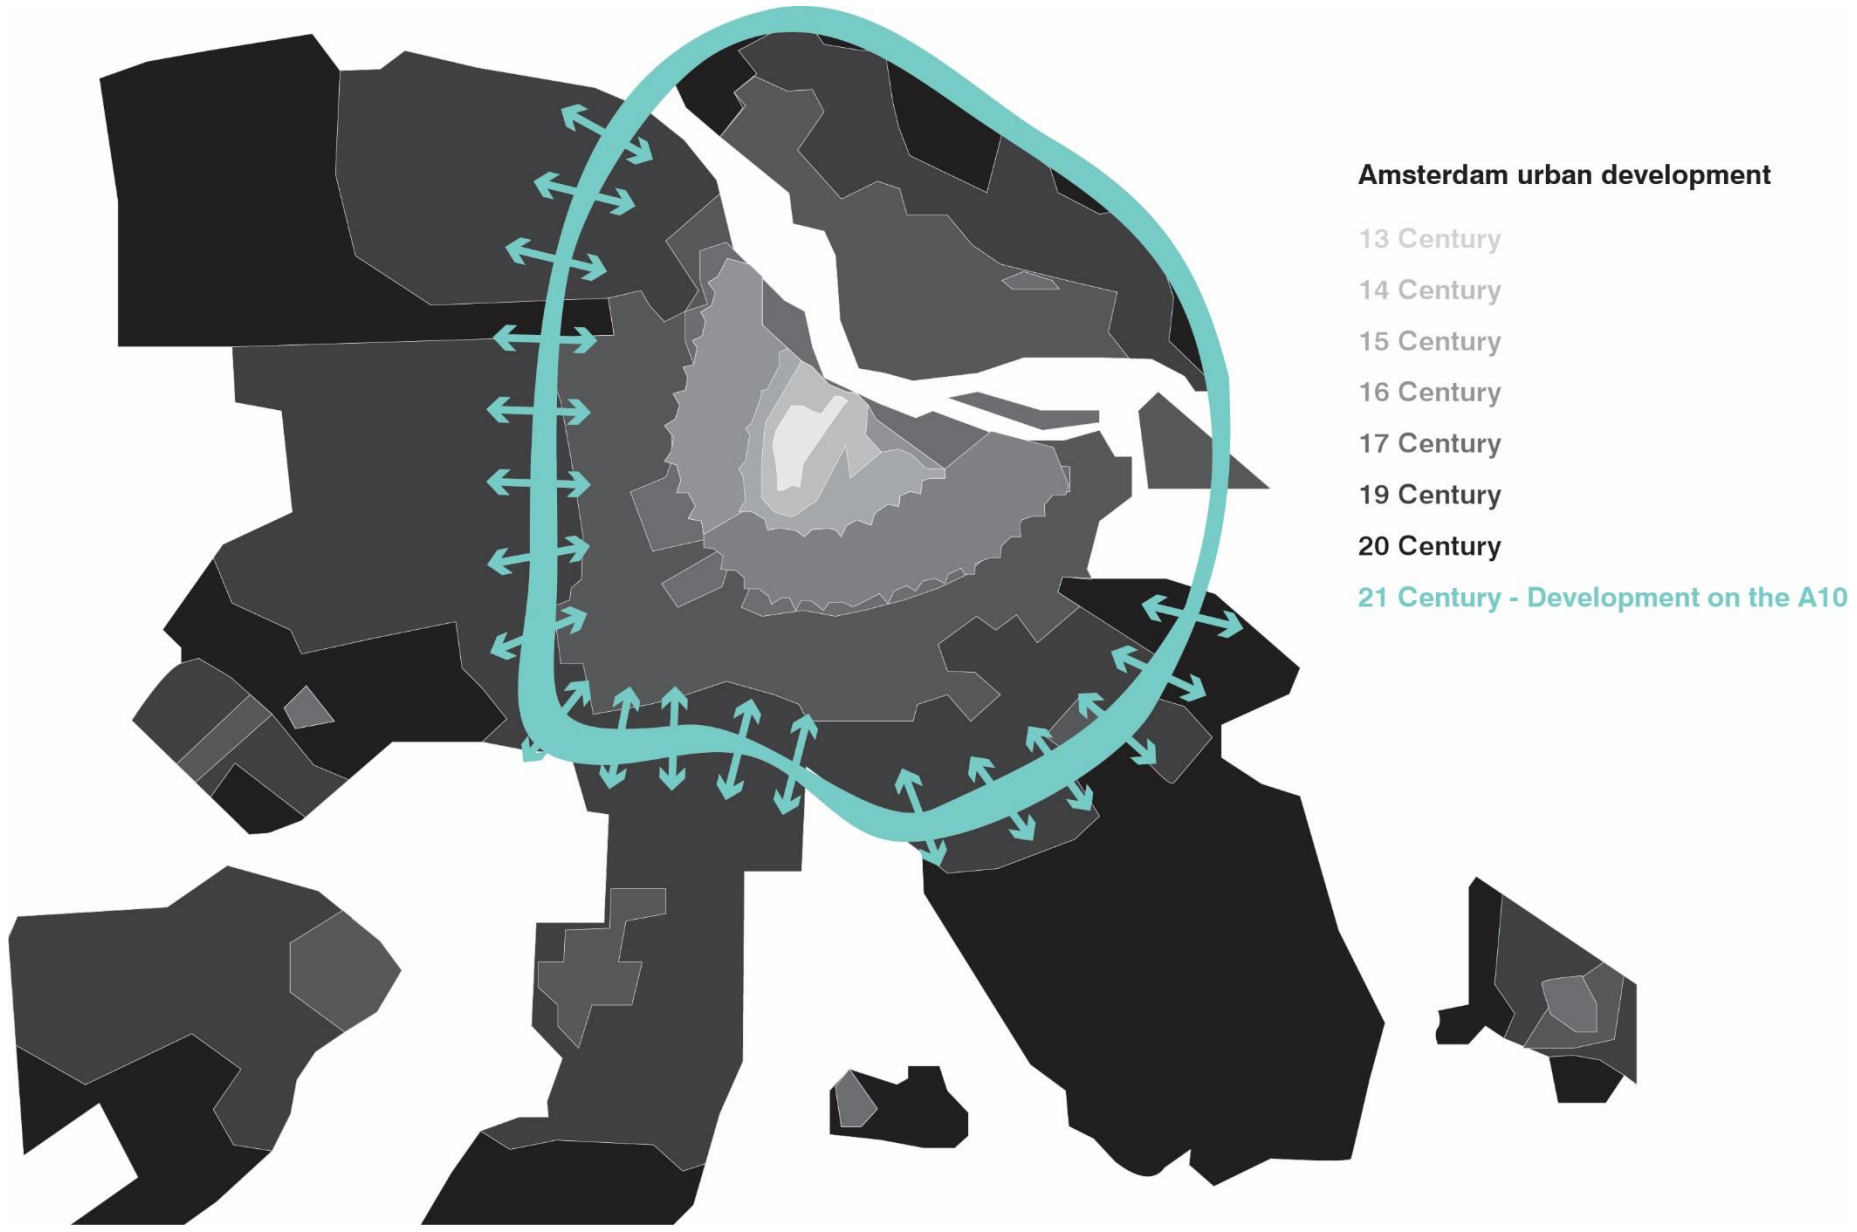 Amsterdam urban development
13 Century
14 Century
15 Century
16 Century
17 Century
19 Century
20 Century
21 Century - Development on the A10